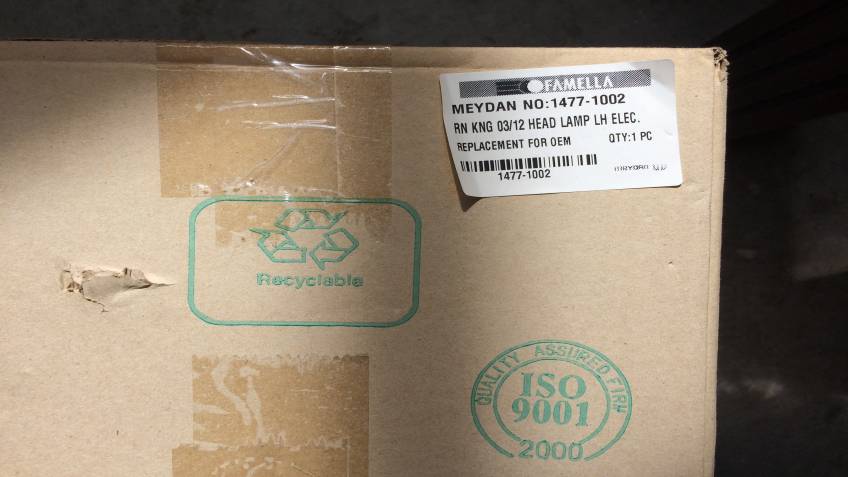 FAMELLA
MEYDAN NO:1477-1002
RN KNG 03/12 HEAD LAMP LH ELEC.
REPLACEMENT FOR OEM QTY:1 PC
1477-1002
Recyclable
QUALITY ASSURED FIRM
ISO
9001
2000